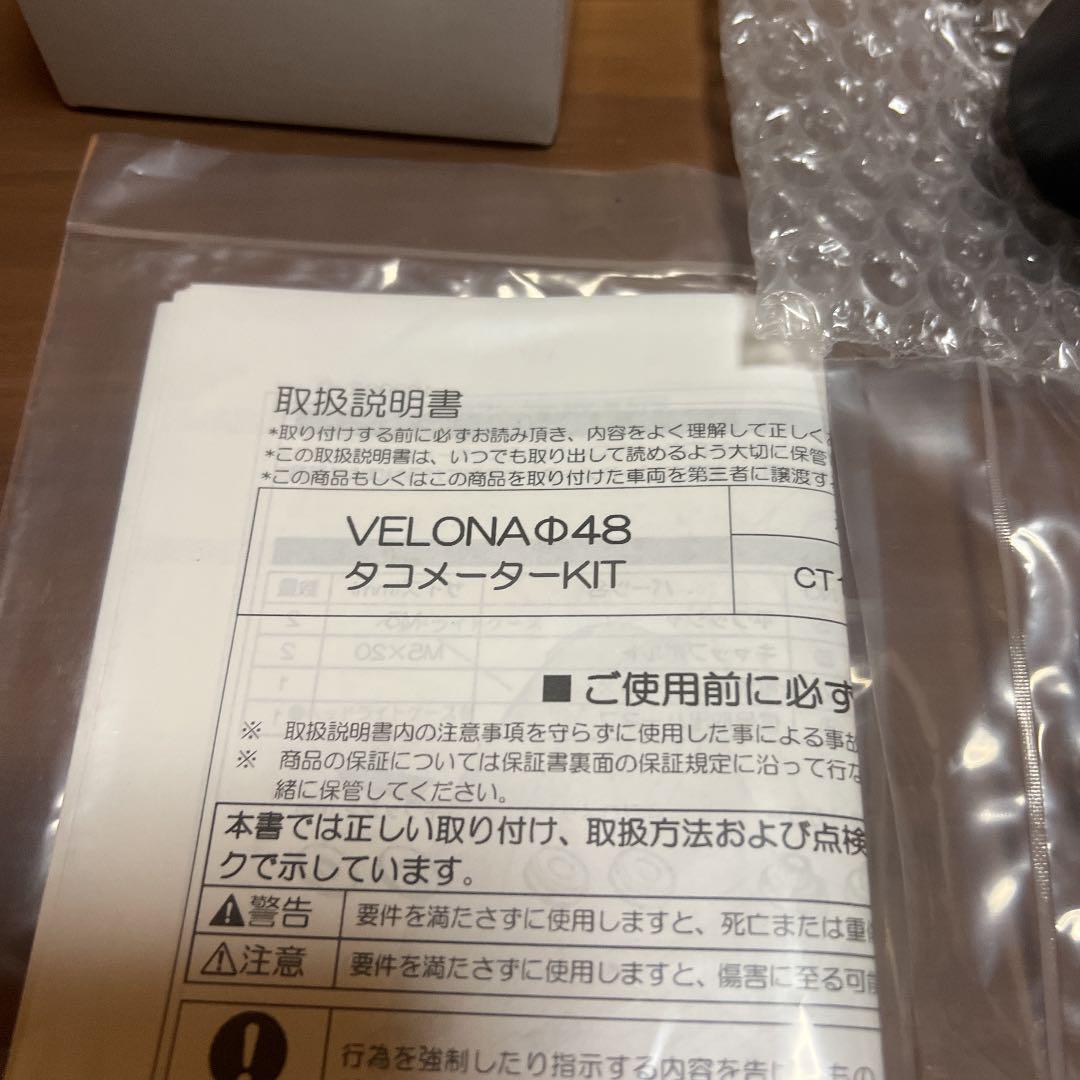 取扱説明書
*取り付けする前に必ずお読み頂き、内容をよく理解して正しく
*この取扱説明書は、いつでも取り出して読めるよう大切に保管
*この商品もしくはこの商品を取り付けた車両を第三者に譲渡す
VELONAΦ48
タコメーターKIT
CT
■ご使用前に必ず
※ 取扱説明書内の注意事項を守らずに使用した事による事故
※ 商品の保証については保証書裏面の保証規定に沿って行な
緒に保管してください。
本書では正しい取り付け、取扱方法および点検
クで示しています。
警告 要件を満たさずに使用しますと、死亡または重
注意 要件を満たさずに使用しますと、傷害に至る可能
行為を強制したり指示する内容を告